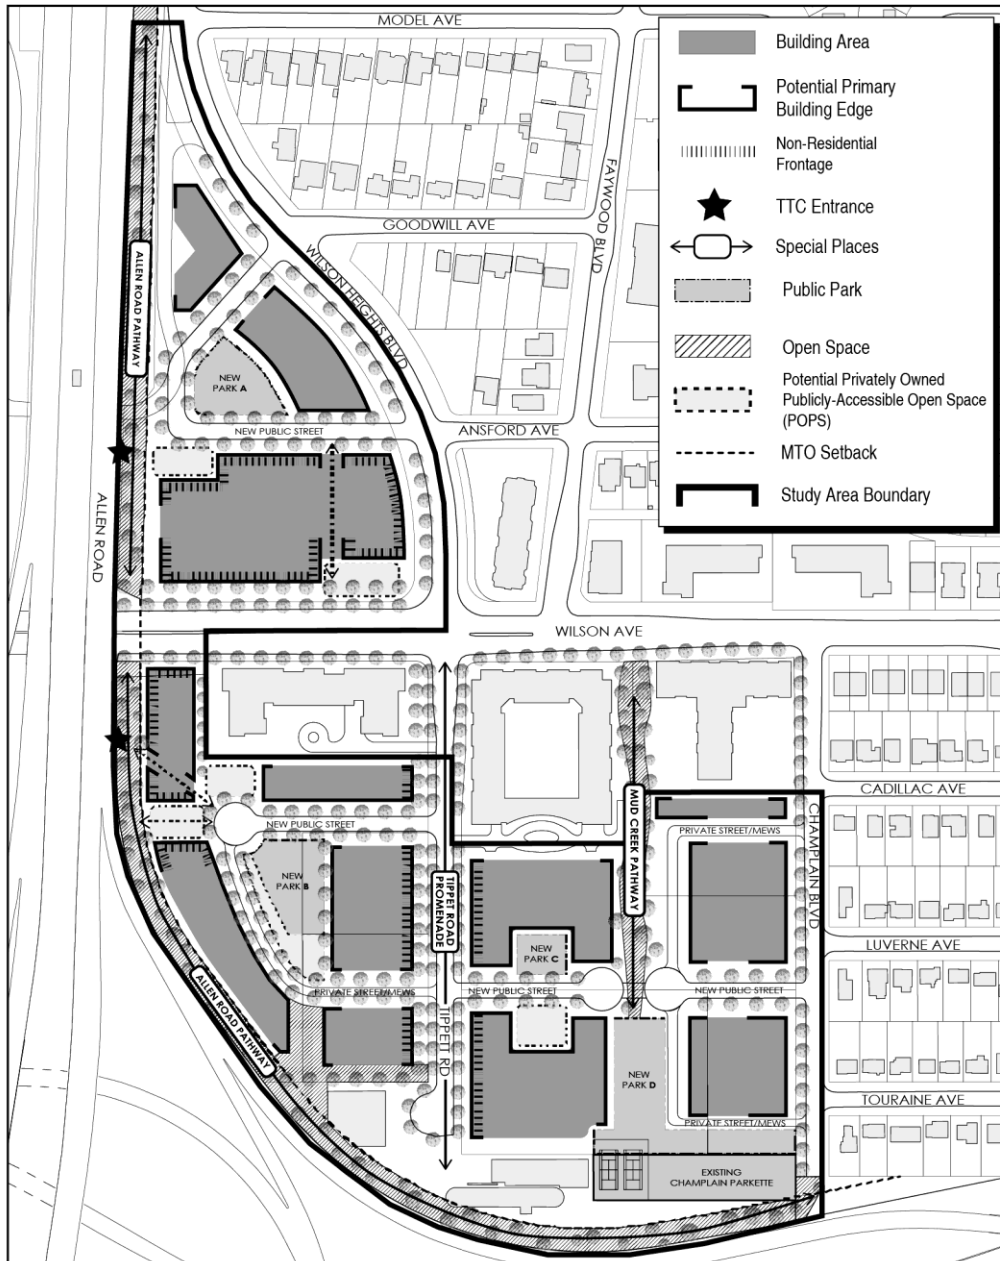 MODEL AVE
Building Area
Potential Primary
Building Edge
Non-Residential
Frontage
TTC Entrance
Special Places
Public Park
Open Space
Potential Privately Owned
Publicly-Accessible Open Space
(POPS)
MTO Setback
Study Area Boundary
FAYWOOD BLVD
GOODWILL AVE
WILSON HEIGHTS BLVD
ALLEN ROAD PATHWAY
NEW
PARK A
NEW PUBLIC STREET
ANSFORD AVE
ALLEN ROAD
WILSON AVE
CADILLAC AVE
CHAMPLAIN BLVD
MUD CREEK PATHWAY
NEW PUBLIC STREET
PRIVATE STREET/MEWS
NEW
PARK B
TIPPET ROAD
PROMENADE
NEW
PARK C
LUVERNE AVE
PRIVATE STREET/MEWS
NEW PUBLIC STREET
NEW PUBLIC STREET
ALLEN ROAD PATHWAY
TIPPETT RD
NEW
PARK D
TOURAINE AVE
PRIVATE STREET/MEWS
EXISTING
CHAMPLAIN PARKETTE